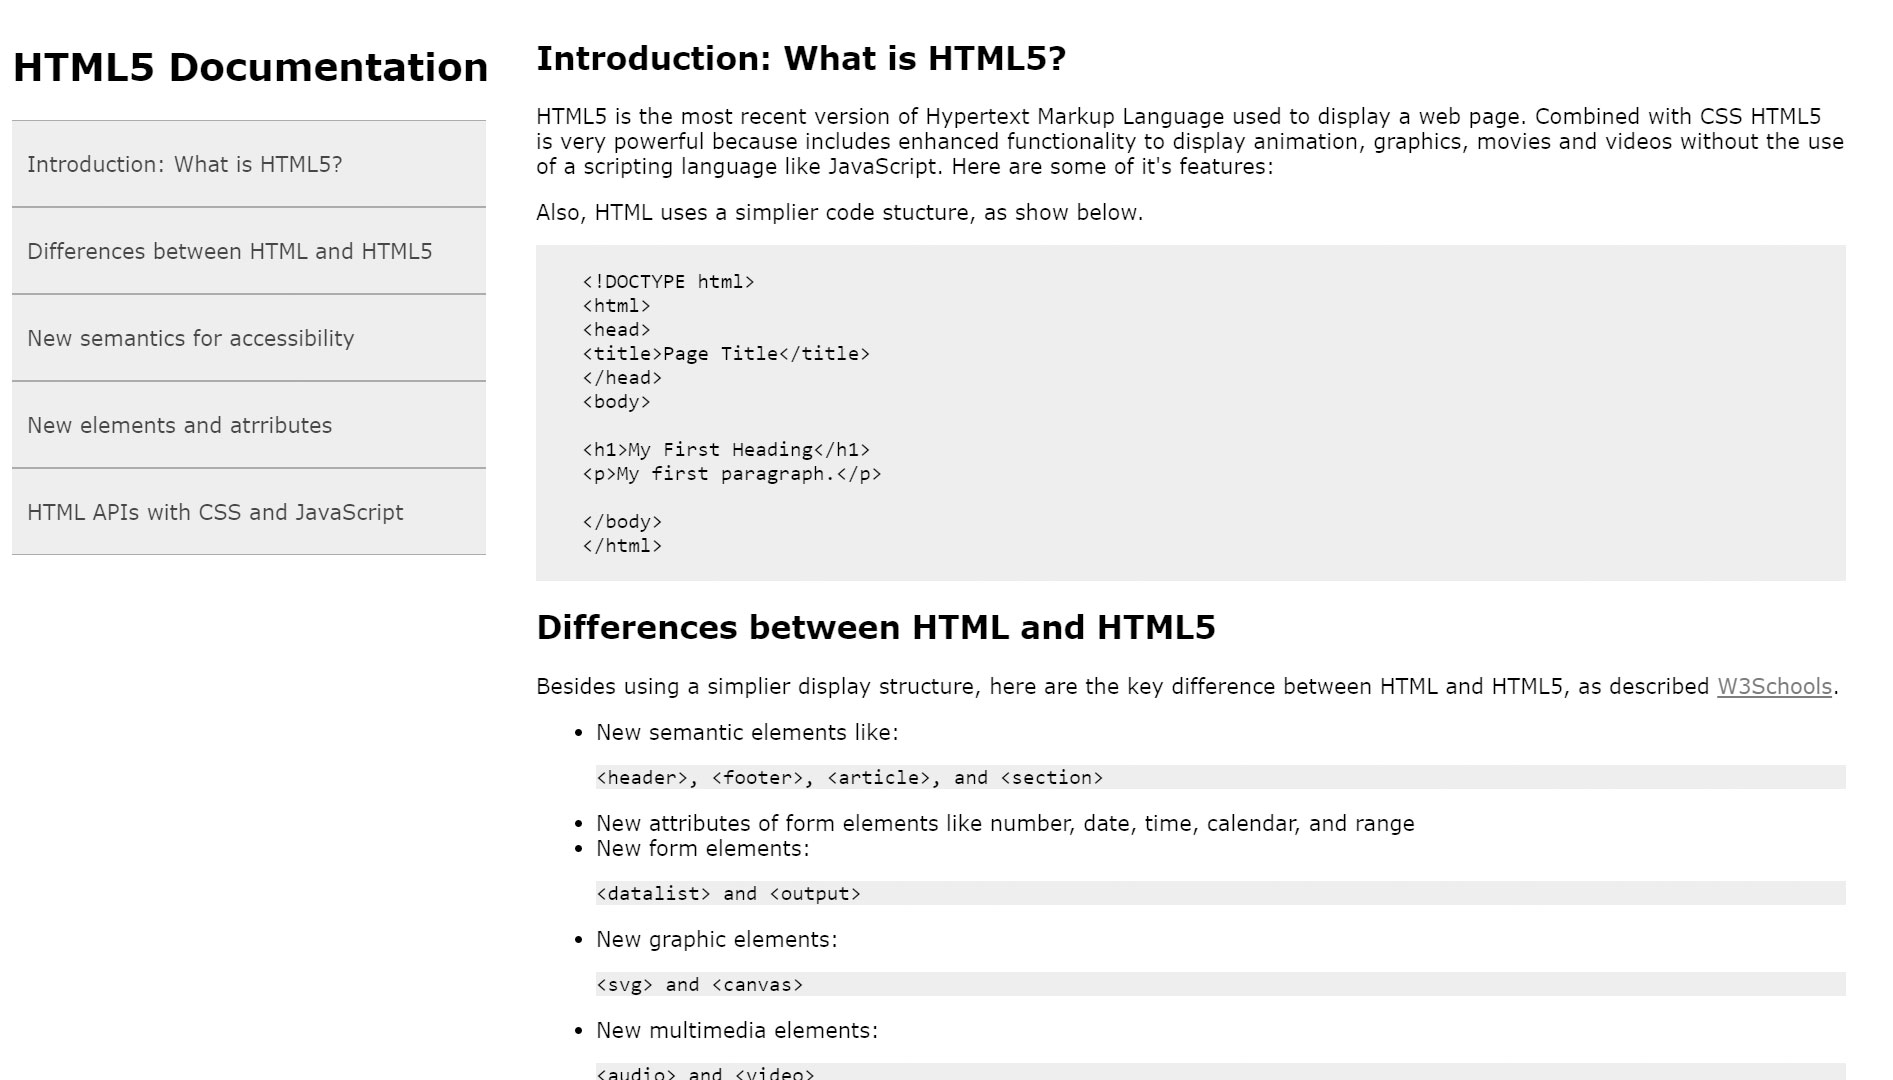 HTML5 Documentation
Introduction: What is HTML5?
Differences between HTML and HTML5
New semantics for accessibility
New elements and atrributes
HTML APIs with CSS and JavaScript
Introduction: What is HTML5?
HTML5 is the most recent version of Hypertext Markup Language used to display a web page. Combined with CSS HTML5
is very powerful because includes enhanced functionality to display animation, graphics, movies and videos without the use
of a scripting language like JavaScript. Here are some of it's features:
Also, HTML uses a simplier code stucture, as show below.
<!DOCTYPE html>
<html>
<head>
<title>Page Title</title>
</head>
<body>
<h1>My First Heading</h1>
<p>My first paragraph.</p>
</body>
</html>
Differences between HTML and HTML5
Besides using a simplier display structure, here are the key difference between HTML and HTML5, as described W3Schools.
• New semantic elements like:
<header>, <footer>, <article>, and <section>
• New attributes of form elements like number, date, time, calendar, and range
• New form elements:
<datalist> and <output>
• New graphic elements:
<svg> and <canvas>
• New multimedia elements:
<audio> and <video>